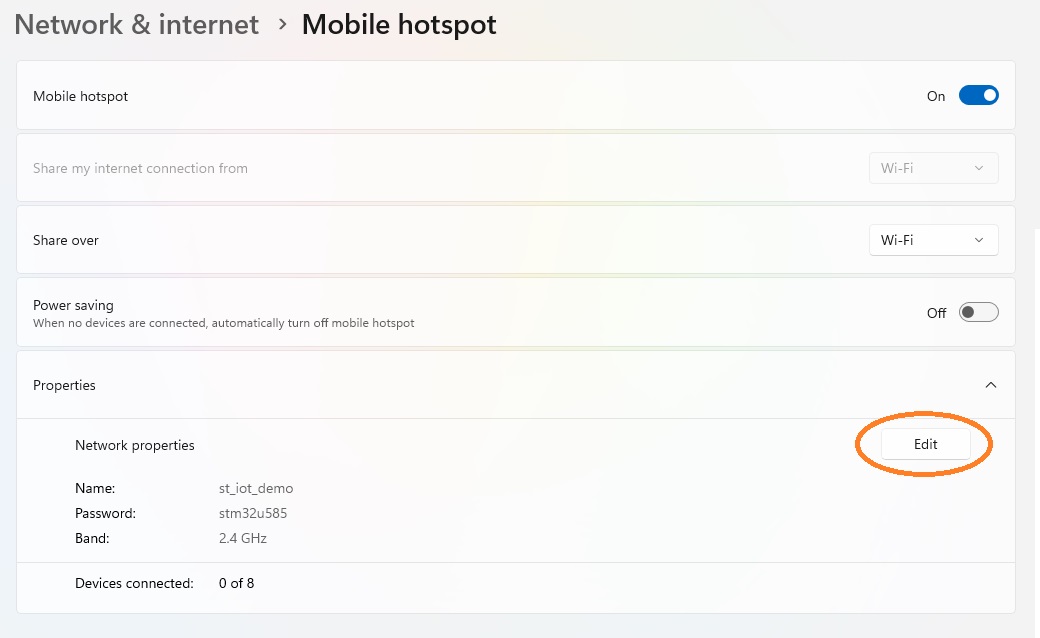 Network & internet > Mobile hotspot
Mobile hotspot On
Share my internet connection from Wi-Fi
Share over Wi-Fi
Power saving
When no devices are connected, automatically turn off mobile hotspot
Off
Properties
Network properties Edit
Name: st_iot_demo
Password: stm32u585
Band: 2.4 GHz
Devices connected: 0 of 8